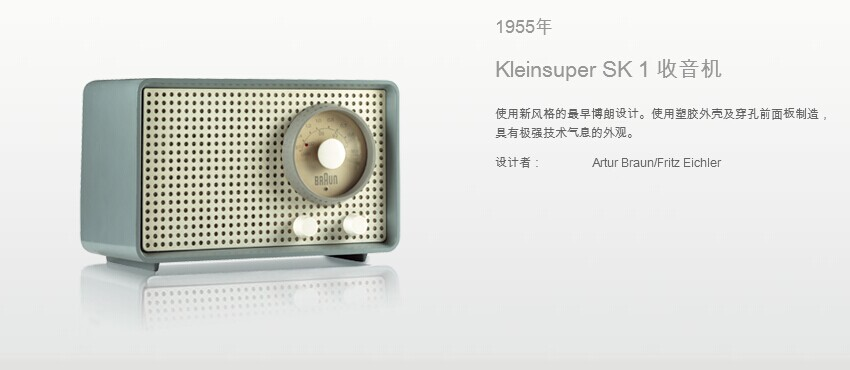 1955年
Kleinsuper SK 1 收音机
使用新风格的最早博朗设计。使用塑胶外壳及穿孔前面板制造，
具有极强技术气息的外观。
设计者： Artur Braun/Fritz Eichler
BRAUN